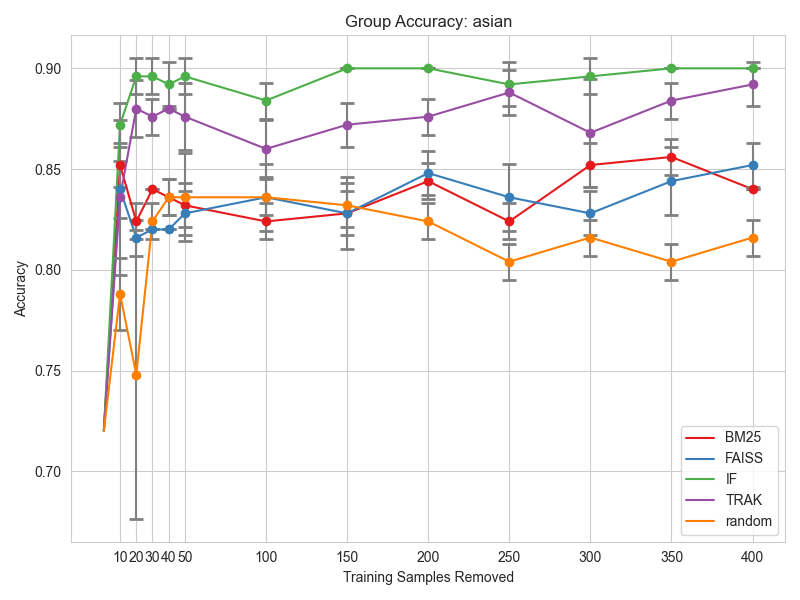 Group Accuracy: asian
Accuracy
0.90
0.85
0.80
0.75
0.70
BM25
FAISS
IF
TRAK
random
10 20 30 40 50 100 150 200 250 300 350 400
Training Samples Removed